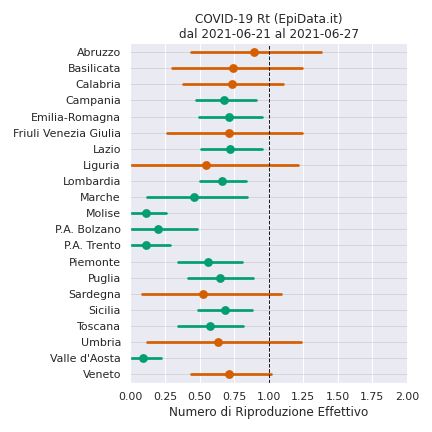 COVID-19 Rt (EpiData.it)
dal 2021-06-21 al 2021-06-27
Abruzzo
Basilicata
Calabria
Campania
Emilia-Romagna
Friuli Venezia Giulia
Lazio
Liguria
Lombardia
Marche
Molise
P.A. Bolzano
P.A. Trento
Piemonte
Puglia
Sardegna
Sicilia
Toscana
Umbria
Valle d'Aosta
Veneto
0.00 0.25 0.50 0.75 1.00 1.25 1.50 1.75 2.00
Numero di Riproduzione Effettivo